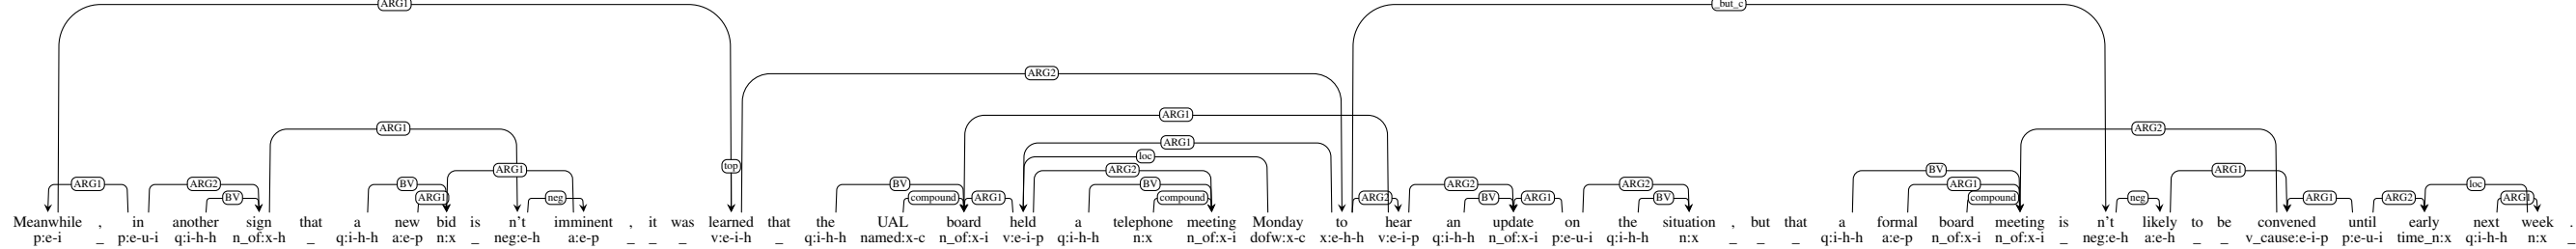 ARG1 _but_c
ARG2
ARG1
ARG1 ARG1 ARG2
top loc
ARG1 ARG2 BV ARG1
ARG1 ARG2 BV BV BV ARG2 ARG2 ARG1 loc
BV ARG1 neg compound ARG1 compound ARG2 BV ARG1 BV compound neg ARG1 ARG2 ARG1
Meanwhile , in another sign that a new bid is n't imminent , it was learned that the UAL board held a telephone meeting Monday to hear an update on the situation , but that a formal board meeting is n't likely to be convened until early next week
p:e-i _ p:e-u-i q:i-h-h n_of:x-h _ q:i-h-h a:e-p n:x _ neg:e-h a:e-p _ _ _ v:e-i-h _ q:i-h-h named:x-c n_of:x-i v:e-i-p q:i-h-h n:x n_of:x-i dofw:x-c x:e-h-h v:e-i-p q:i-h-h n_of:x-i p:e-u-i q:i-h-h n:x _ _ _ q:i-h-h a:e-p n_of:x-i n_of:x-i _ neg:e-h a:e-h _ _ v_cause:e-i-p p:e-u-i time_n:x q:i-h-h n:x _